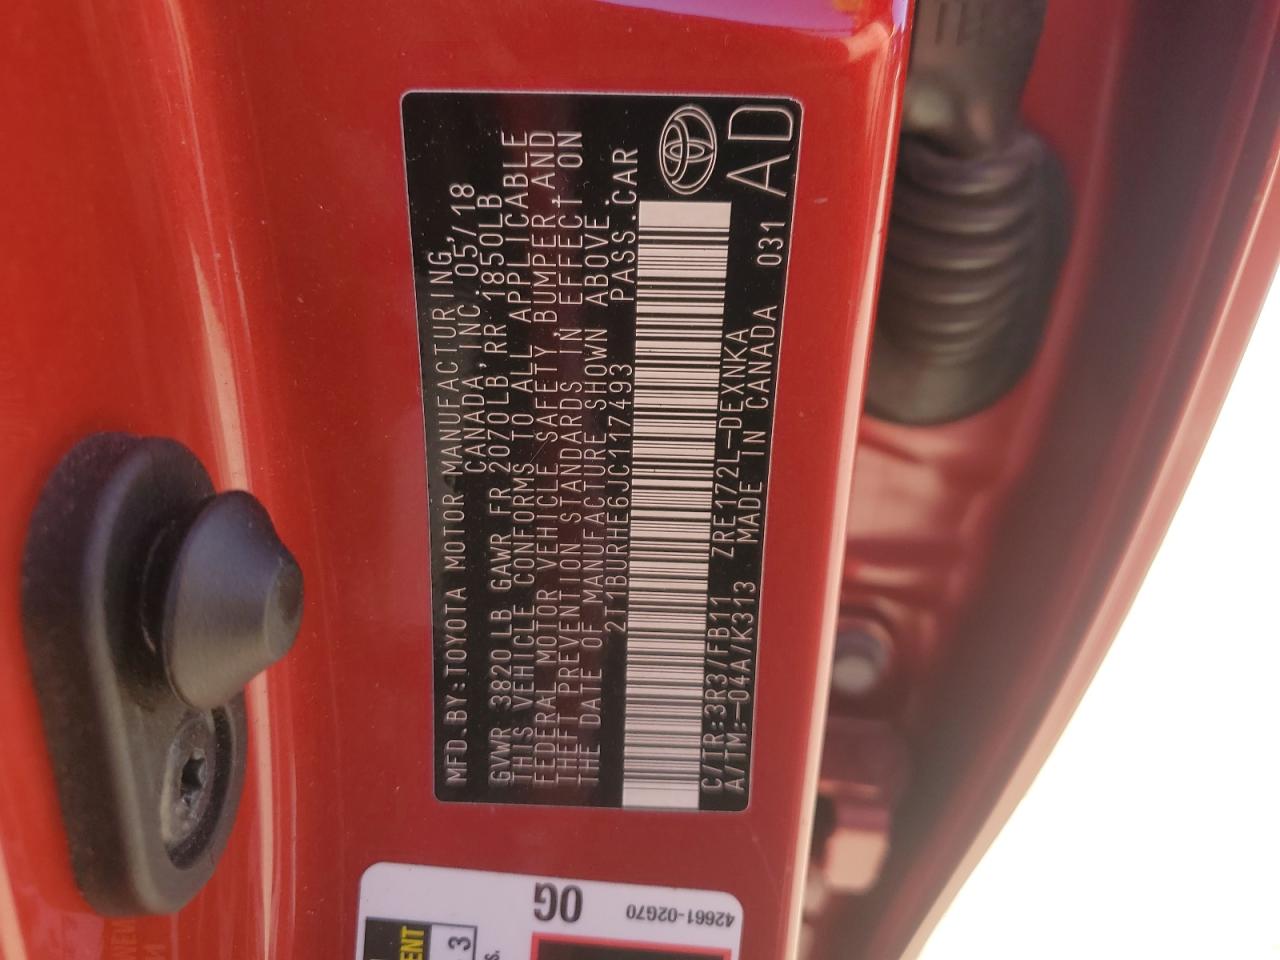 MFD.BY:TOYOTA MOTOR MANUFACTURING,
CANADA,INC.05/18
GVWR 3820LB GAWR FR 2070LB,RR 1850LB
THIS VEHICLE CONFORMS TO ALL APPLICABLE
FEDERAL MOTOR VEHICLE SAFETY,BUMPER,AND
THEFT PREVENTION STANDARDS IN EFFECT ON
THE DATE OF MANUFACTURE SHOWN ABOVE.
2T1BURHE6JC117493 PASS.CAR
C/TR:3R3/FB11 ZRE172L-DEXNKA
A/TM:-04A/K313 MADE IN CANADA 031
AD
0G
42661-02G70